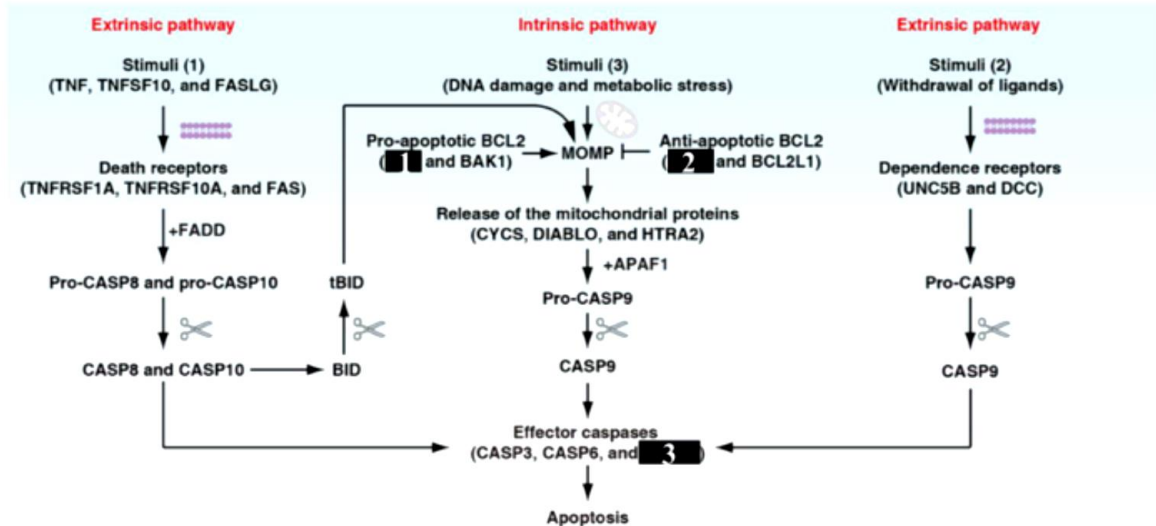 Extrinsic pathway
Stimuli (1)
(TNF, TNFSF10, and FASLG)
Death receptors
(TNFRSF1A, TNFRSF10A, and FAS)
+FADD
Pro-CASP8 and pro-CASP10
CASP8 and CASP10
BID
tBID
Intrinsic pathway
Stimuli (3)
(DNA damage and metabolic stress)
Pro-apoptotic BCL2
(1 and BAK1)
MOMP
Anti-apoptotic BCL2
(2 and BCL2L1)
Release of the mitochondrial proteins
(CYCS, DIABLO, and HTRA2)
+APAF1
Pro-CASP9
CASP9
Effector caspases
(CASP3, CASP6, and 3)
Apoptosis
Extrinsic pathway
Stimuli (2)
(Withdrawal of ligands)
Dependence receptors
(UNC5B and DCC)
Pro-CASP9
CASP9